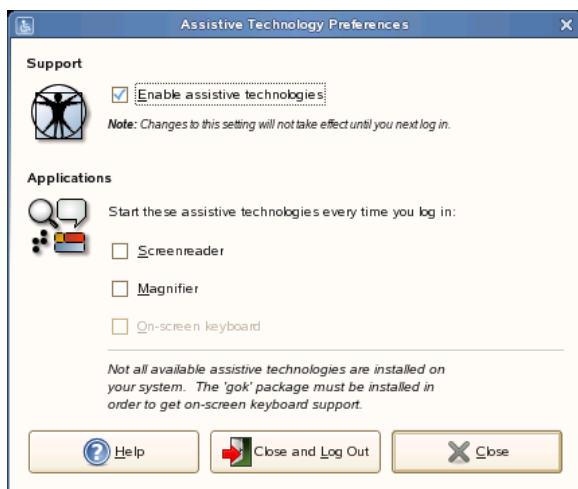 Assistive Technology Preferences
Support
Enable assistive technologies
Note: Changes to this setting will not take effect until you next log in.
Applications
Start these assistive technologies every time you log in:
Screenreader
Magnifier
On-screen keyboard
Not all available assistive technologies are installed on
your system. The 'gok' package must be installed in
order to get on-screen keyboard support.
Help
Close and Log Out
Close